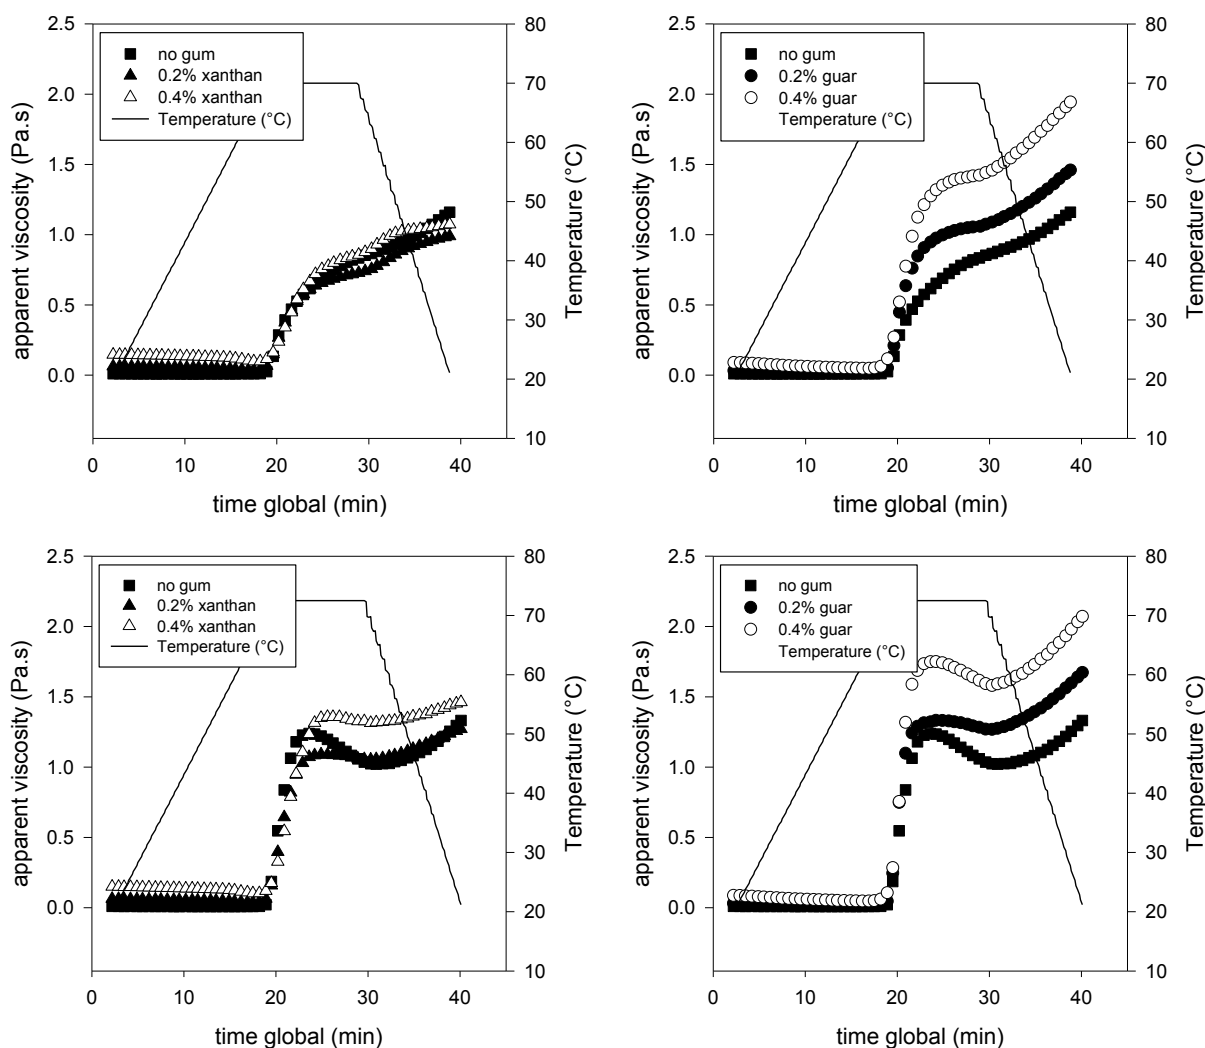 2.5
2.0
1.5
1.0
0.5
0.0
apparent viscosity (Pa.s)
no gum
0.2% xanthan
0.4% xanthan
Temperature (°C)
80
70
60
50
40
30
20
10
Temperature (°C)
0 10 20 30 40
time global (min)
2.5
2.0
1.5
1.0
0.5
0.0
apparent viscosity (Pa.s)
no gum
0.2% guar
0.4% guar
Temperature (°C)
80
70
60
50
40
30
20
10
Temperature (°C)
0 10 20 30 40
time global (min)
2.5
2.0
1.5
1.0
0.5
0.0
apparent viscosity (Pa.s)
no gum
0.2% xanthan
0.4% xanthan
Temperature (°C)
80
70
60
50
40
30
20
10
Temperature (°C)
0 10 20 30 40
time global (min)
2.5
2.0
1.5
1.0
0.5
0.0
apparent viscosity (Pa.s)
no gum
0.2% guar
0.4% guar
Temperature (°C)
80
70
60
50
40
30
20
10
Temperature (°C)
0 10 20 30 40
time global (min)